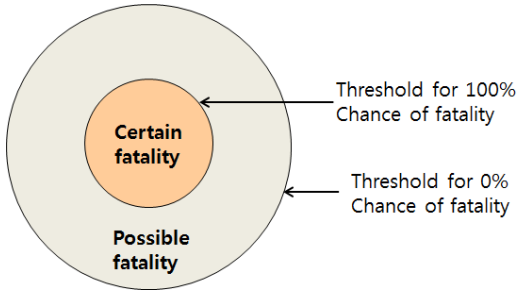 Threshold for 100%
Chance of fatality
Certain
fatality
Threshold for 0%
Chance of fatality
Possible
fatality